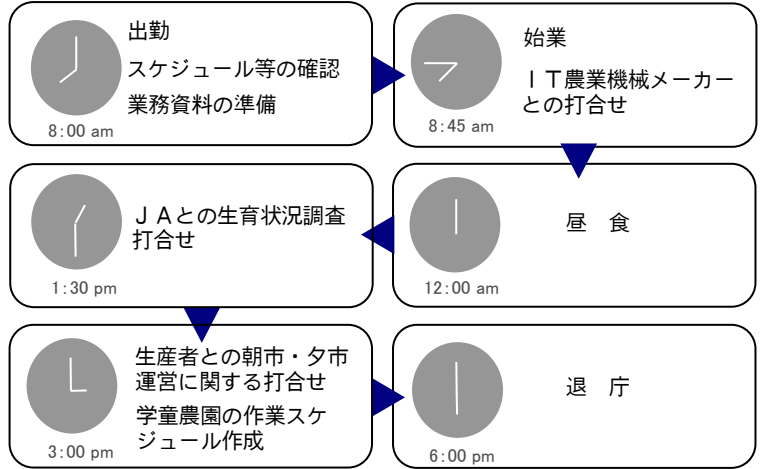 出勤
スケジュール等の確認
業務資料の準備
8:00 am
始業
ＩＴ農業機械メーカー
との打合せ
8:45 am
昼　食
12:00 am
ＪＡとの生育状況調査
打合せ
1:30 pm
生産者との朝市・夕市
運営に関する打合せ
学童農園の作業スケ
ジュール作成
3:00 pm
退　庁
6:00 pm